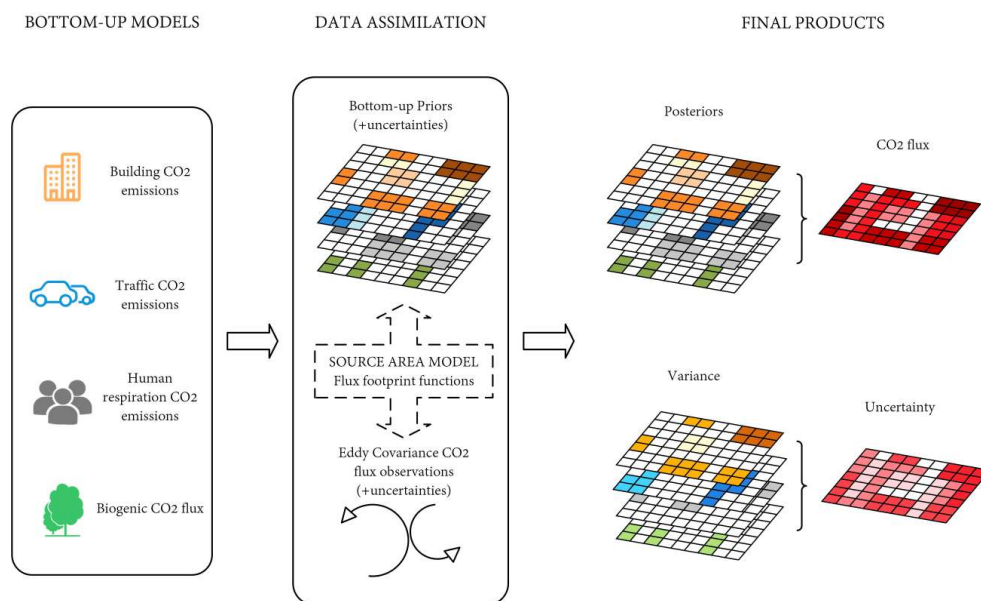 BOTTOM-UP MODELS
DATA ASSIMILATION
FINAL PRODUCTS
Building CO2
emissions
Traffic CO2
emissions
Human
respiration CO2
emissions
Biogenic CO2 flux
Bottom-up Priors
(+uncertainties)
SOURCE AREA MODEL
Flux footprint functions
Eddy Covariance CO2
flux observations
(+uncertainties)
Posteriors
CO2 flux
Variance
Uncertainty